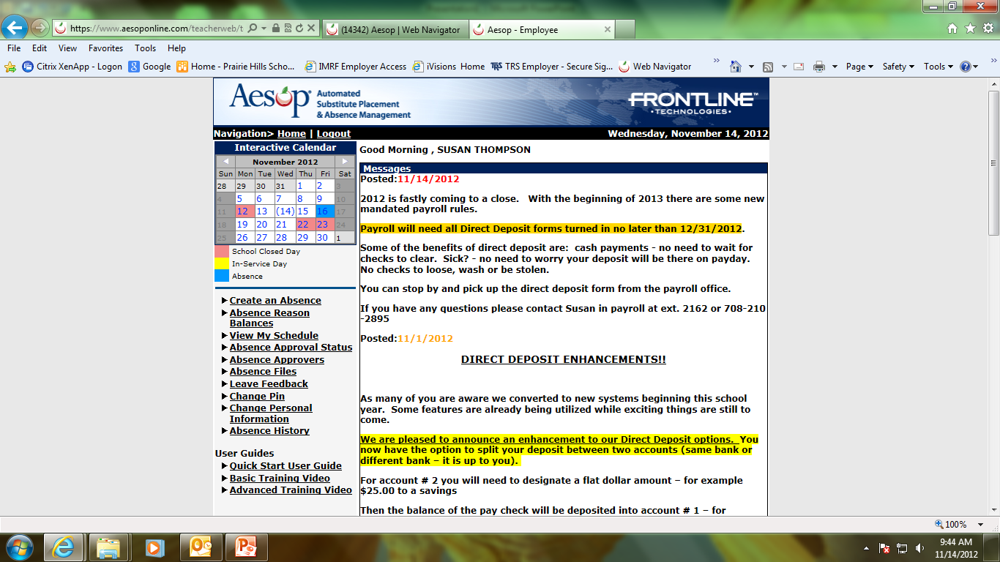 https://www.aesoponline.com/teacherweb/t
(14342) Aesop | Web Navigator
Aesop - Employee
File Edit View Favorites Tools Help
Citrix XenApp - Logon Google Home - Prairie Hills Scho... IMRF Employer Access iVisions Home TRS Employer - Secure Sig... Web Navigator Page Safety Tools
Aesop
Automated
Substitute Placement
& Absence Management
FRONTLINE™
• TECHNOLOGIES •
Navigation> Home | Logout
Wednesday, November 14, 2012
Interactive Calendar
November 2012
Sun Mon Tue Wed Thu Fri Sat
28 29 30 31 1 2 3
4 5 6 7 8 9 10
11 12 13 (14) 15 16 17
18 19 20 21 22 23 24
25 26 27 28 29 30 1
School Closed Day
In-Service Day
Absence
Create an Absence
Absence Reason
Balances
View My Schedule
Absence Approval Status
Absence Approvers
Absence Files
Leave Feedback
Change Pin
Change Personal
Information
Absence History
User Guides
Quick Start User Guide
Basic Training Video
Advanced Training Video
Good Morning , SUSAN THOMPSON
Messages
Posted:11/14/2012
2012 is fastly coming to a close. With the beginning of 2013 there are some new
mandated payroll rules.
Payroll will need all Direct Deposit forms turned in no later than 12/31/2012.
Some of the benefits of direct deposit are: cash payments - no need to wait for
checks to clear. Sick? - no need to worry your deposit will be there on payday.
No checks to loose, wash or be stolen.
You can stop by and pick up the direct deposit form from the payroll office.
If you have any questions please contact Susan in payroll at ext. 2162 or 708-210
-2895
Posted:11/1/2012
DIRECT DEPOSIT ENHANCEMENTS!!
As many of you are aware we converted to new systems beginning this school
year. Some features are already being utilized while exciting things are still to
come.
We are pleased to announce an enhancement to our Direct Deposit options. You
now have the option to split your deposit between two accounts (same bank or
different bank – it is up to you).
For account # 2 you will need to designate a flat dollar amount – for example
$25.00 to a savings
Then the balance of the pay check will be deposited into account # 1 – for
100%
9:44 AM
11/14/2012